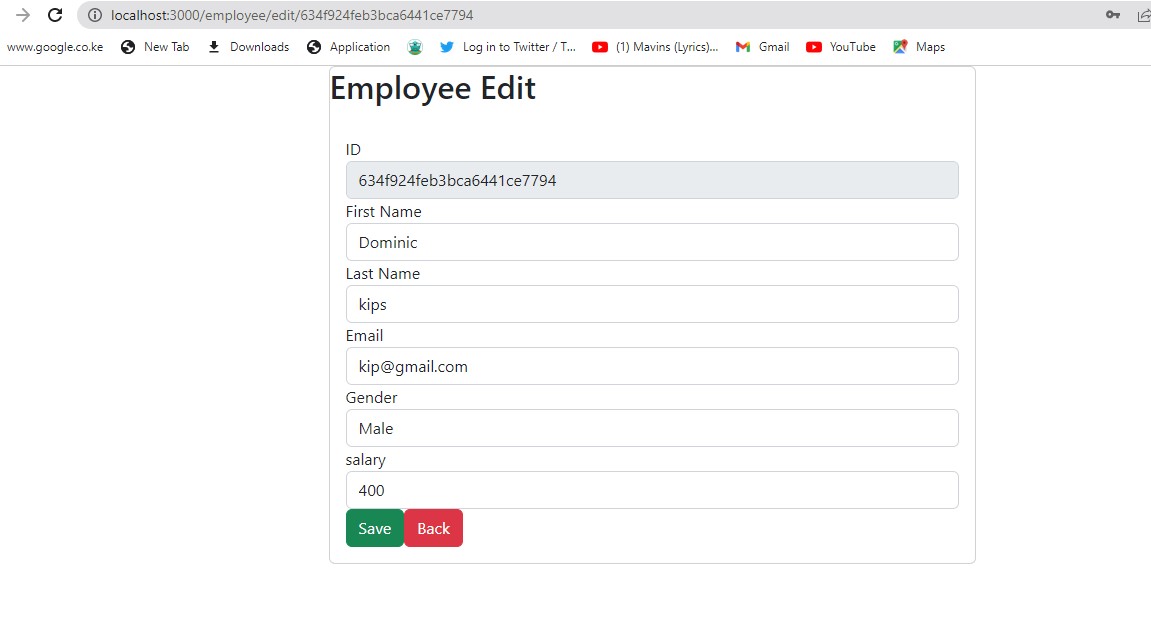 localhost:3000/employee/edit/634f924feb3bca6441ce7794
www.google.co.ke New Tab Downloads Application Log in to Twitter / T... (1) Mavins (Lyrics)... Gmail YouTube Maps
Employee Edit
ID
634f924feb3bca6441ce7794
First Name
Dominic
Last Name
kips
Email
kip@gmail.com
Gender
Male
salary
400
Save Back